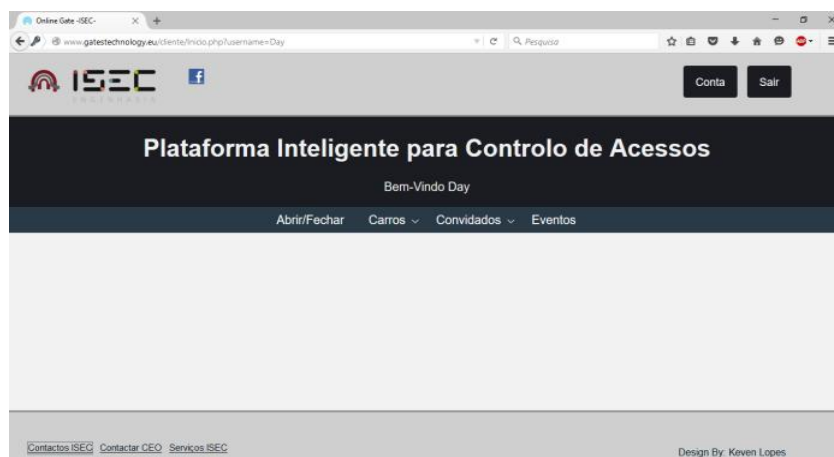 Online Gate -ISEC-
www.gatestechnology.eu/cliente/Inicio.php?username=Day
Pesquisa
ISEC
ENGENHARIA
Conta
Sair
Plataforma Inteligente para Controlo de Acessos
Bem-Vindo Day
Abrir/Fechar Carros Convidados Eventos
Contactos ISEC Contactar CEO Serviços ISEC
Design By: Keven Lopes